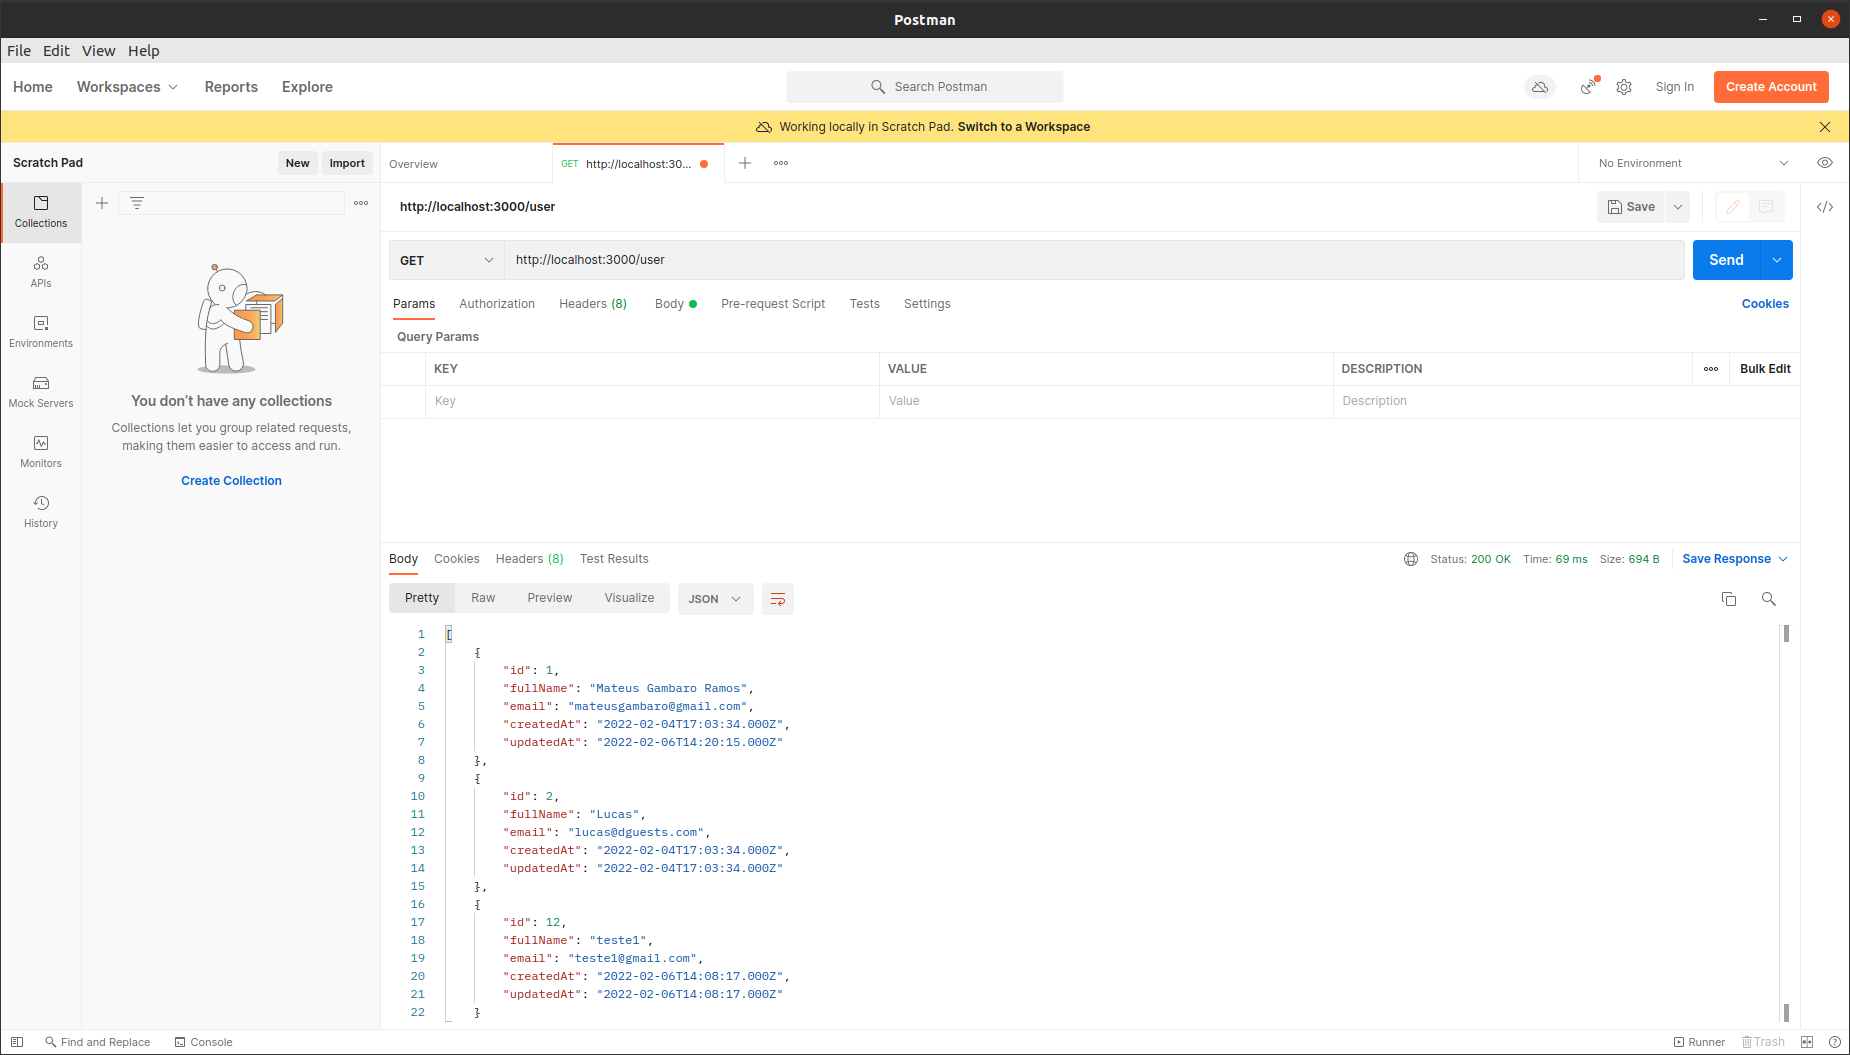 Postman
File Edit View Help
Home Workspaces Reports Explore Search Postman Sign In Create Account
Working locally in Scratch Pad. Switch to a Workspace
Scratch Pad New Import Overview GET http://localhost:30... No Environment
Collections
http://localhost:3000/user Save
GET http://localhost:3000/user Send
APIs
Params Authorization Headers (8) Body Pre-request Script Tests Settings Cookies
Query Params
Environments
KEY VALUE DESCRIPTION Bulk Edit
Key Value Description
Mock Servers
You don't have any collections
Collections let you group related requests,
making them easier to access and run.
Create Collection
Monitors
History
Body Cookies Headers (8) Test Results Status: 200 OK Time: 69 ms Size: 694 B Save Response
Pretty Raw Preview Visualize JSON
1 [
2 {
3 "id": 1,
4 "fullName": "Mateus Gambaro Ramos",
5 "email": "mateusgambaro@gmail.com",
6 "createdAt": "2022-02-04T17:03:34.000Z",
7 "updatedAt": "2022-02-06T14:20:15.000Z"
8 },
9 {
10 "id": 2,
11 "fullName": "Lucas",
12 "email": "lucas@dguests.com",
13 "createdAt": "2022-02-04T17:03:34.000Z",
14 "updatedAt": "2022-02-04T17:03:34.000Z"
15 },
16 {
17 "id": 12,
18 "fullName": "teste1",
19 "email": "teste1@gmail.com",
20 "createdAt": "2022-02-06T14:08:17.000Z",
21 "updatedAt": "2022-02-06T14:08:17.000Z"
22 }
Find and Replace Console Runner Trash